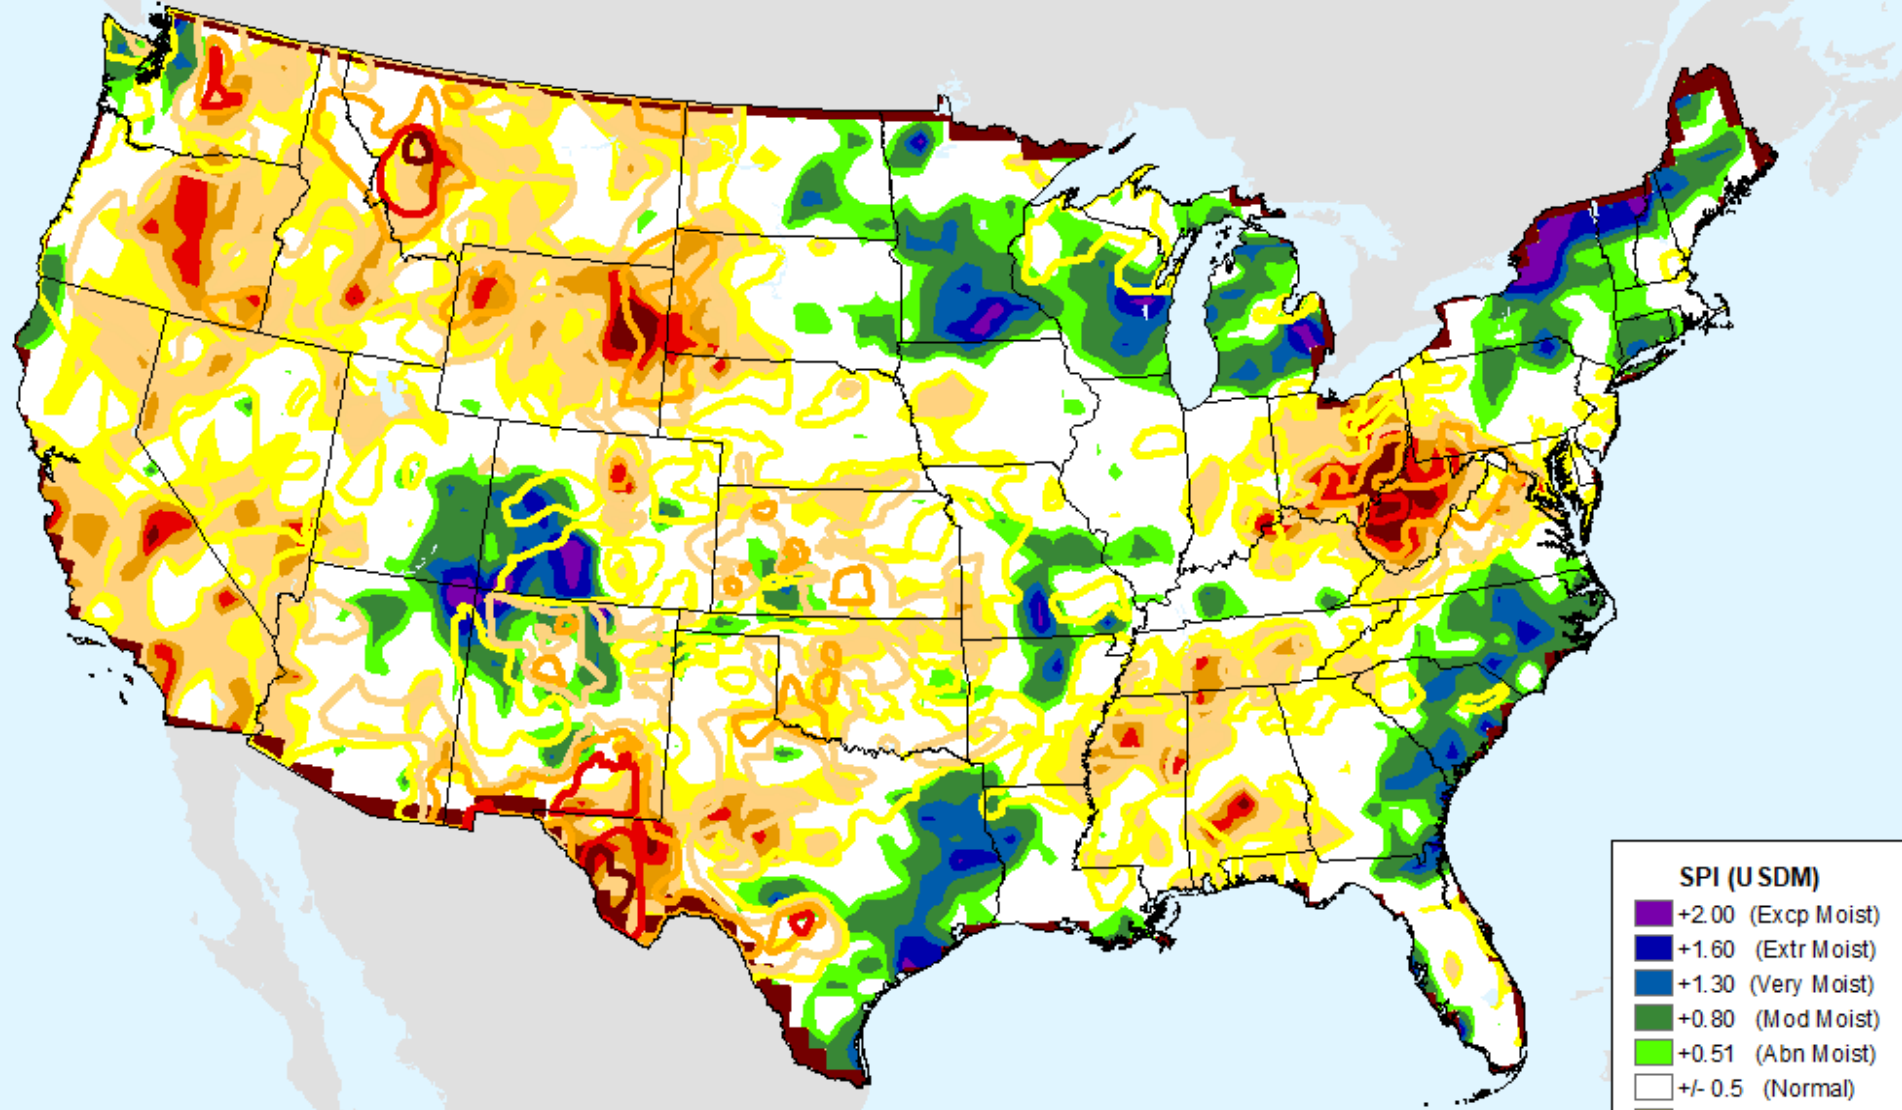 SPI (USDM)
+2.00 (Excp Moist)
+1.60 (Extr Moist)
+1.30 (Very Moist)
+0.80 (Mod Moist)
+0.51 (Abn Moist)
+/- 0.5 (Normal)